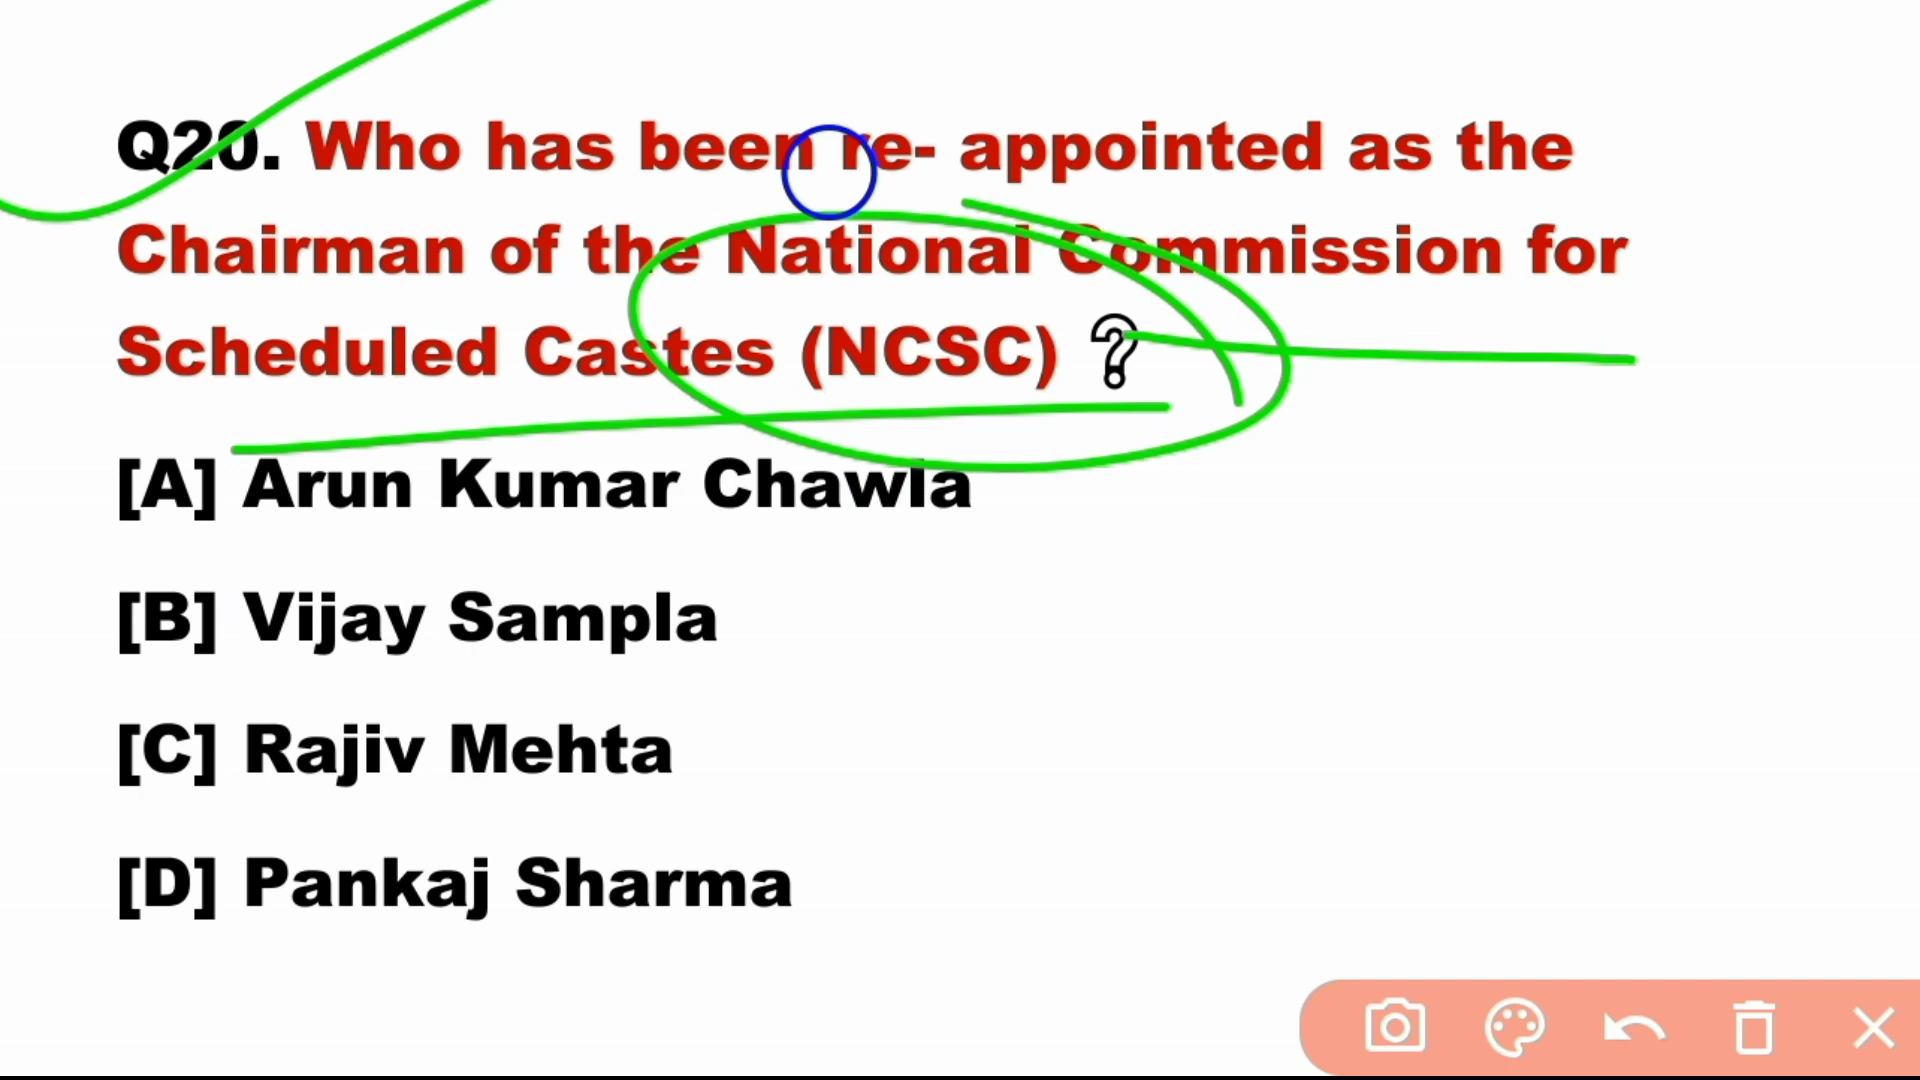 Q20. Who has been re- appointed as the
Chairman of the National Commission for
Scheduled Castes (NCSC) ?
[A] Arun Kumar Chawla
[B] Vijay Sampla
[C] Rajiv Mehta
[D] Pankaj Sharma